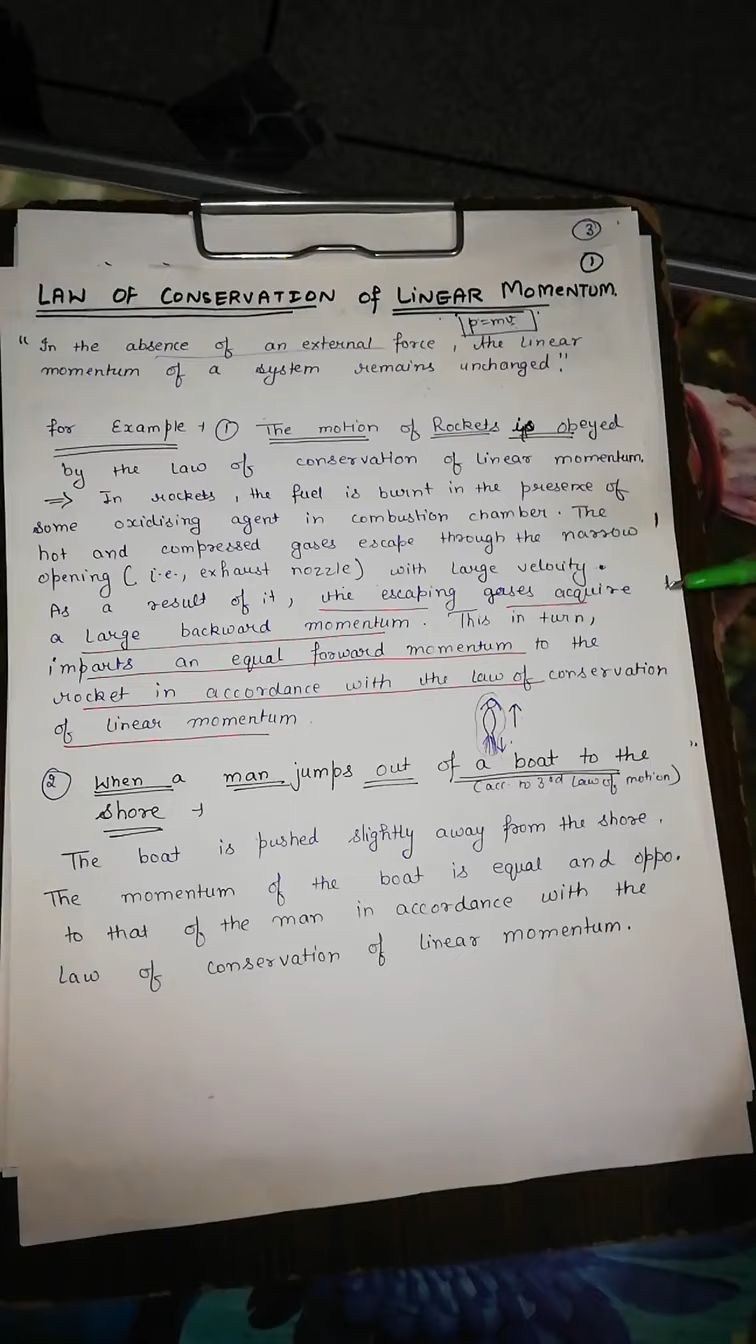 3
1
LAW OF CONSERVATION of LINEAR MOMENTUM.
p=mv
"In the absence of an external force, the linear
momentum of a system remains unchanged."
for Example → 1 The motion of Rockets is obeyed
by the law of conservation of linear momentum.
⇒ In rockets, the fuel is burnt in the presence of
some oxidising agent in combustion chamber. The
hot and compressed gases escape through the narrow
opening (i.e., exhaust nozzle) with large velocity.
As a result of it, the escaping gases acquire
a large backward momentum. This in turn,
imparts an equal forward momentum to the
rocket in accordance with the law of conservation
of linear momentum.
2 When a man jumps out of a boat to the
(acc. to 3rd Law of motion)
shore →
The boat is pushed slightly away from the shore.
The momentum of the boat is equal and oppo.
to that of the man in accordance with the
law of conservation of linear momentum.